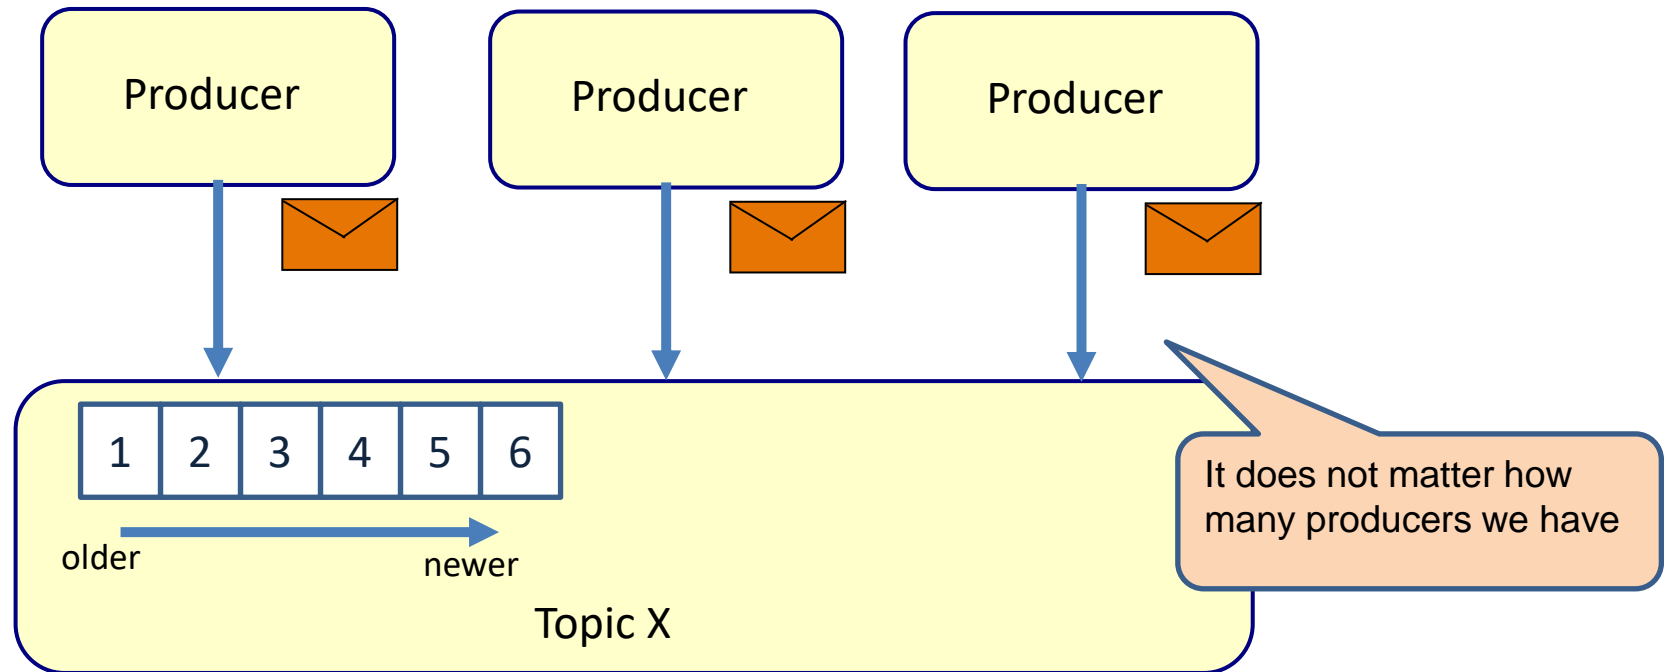 Producer
Producer
Producer
1 2 3 4 5 6
It does not matter how
many producers we have
older
newer
Topic X